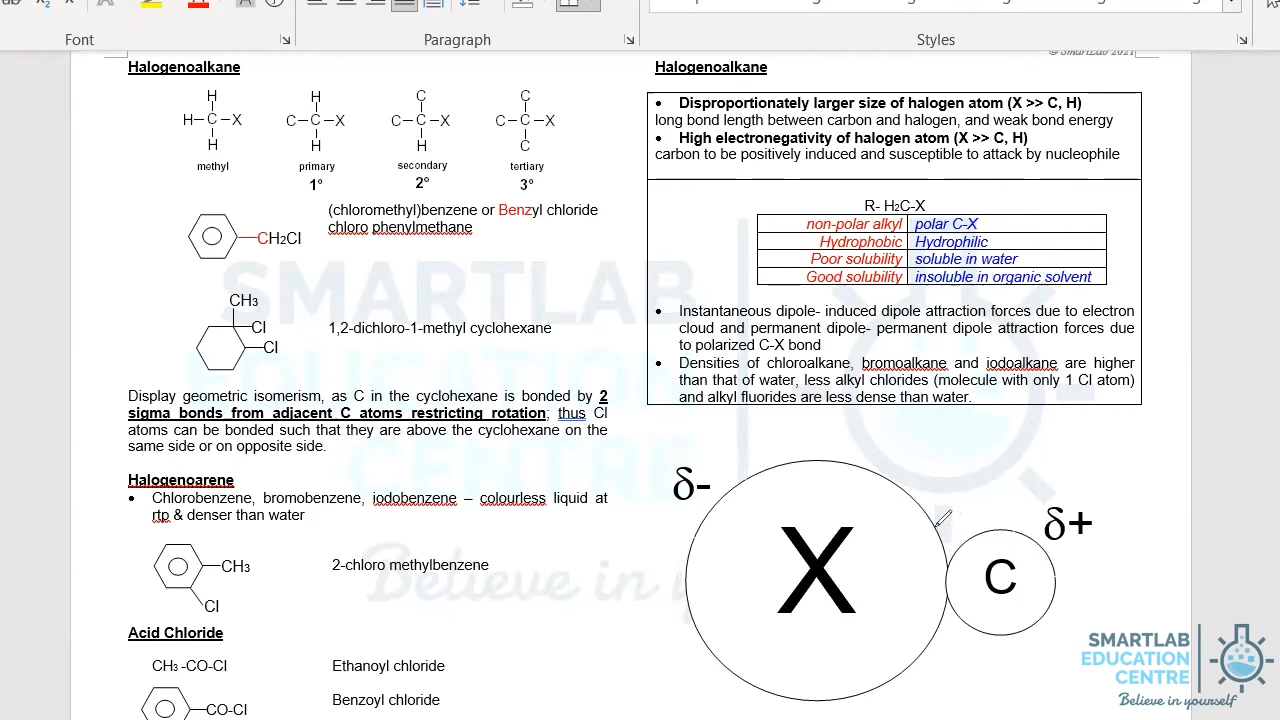 Font
Paragraph
Styles
© SmartLab 2021
Halogenoalkane
H
H–C–X
H
methyl
H
C–C–X
H
primary
1°
C
C–C–X
H
secondary
2°
C
C–C–X
C
tertiary
3°
CH2Cl
(chloromethyl)benzene or Benzyl chloride
chloro phenylmethane
CH3
Cl
Cl
1,2-dichloro-1-methyl cyclohexane
Display geometric isomerism, as C in the cyclohexane is bonded by 2
sigma bonds from adjacent C atoms restricting rotation; thus Cl
atoms can be bonded such that they are above the cyclohexane on the
same side or on opposite side.
Halogenoarene
• Chlorobenzene, bromobenzene, iodobenzene – colourless liquid at
rtp & denser than water
CH3
Cl
2-chloro methylbenzene
Acid Chloride
CH3 -CO-Cl
Ethanoyl chloride
CO-Cl
Benzoyl chloride
Halogenoalkane
• Disproportionately larger size of halogen atom (X >> C, H)
long bond length between carbon and halogen, and weak bond energy
• High electronegativity of halogen atom (X >> C, H)
carbon to be positively induced and susceptible to attack by nucleophile
R- H2C-X
non-polar alkyl polar C-X
Hydrophobic Hydrophilic
Poor solubility soluble in water
Good solubility insoluble in organic solvent
• Instantaneous dipole- induced dipole attraction forces due to electron
cloud and permanent dipole- permanent dipole attraction forces due
to polarized C-X bond
• Densities of chloroalkane, bromoalkane and iodoalkane are higher
than that of water, less alkyl chlorides (molecule with only 1 Cl atom)
and alkyl fluorides are less dense than water.
δ-
X
δ+
C
SMARTLAB
EDUCATION
CENTRE
Believe in y
SMARTLAB
EDUCATION
CENTRE
Believe in yourself